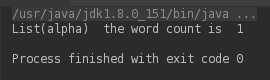 /usr/java/jdk1.8.0_151/bin/java ...
List(alpha)  the word count is  1
Process finished with exit code 0